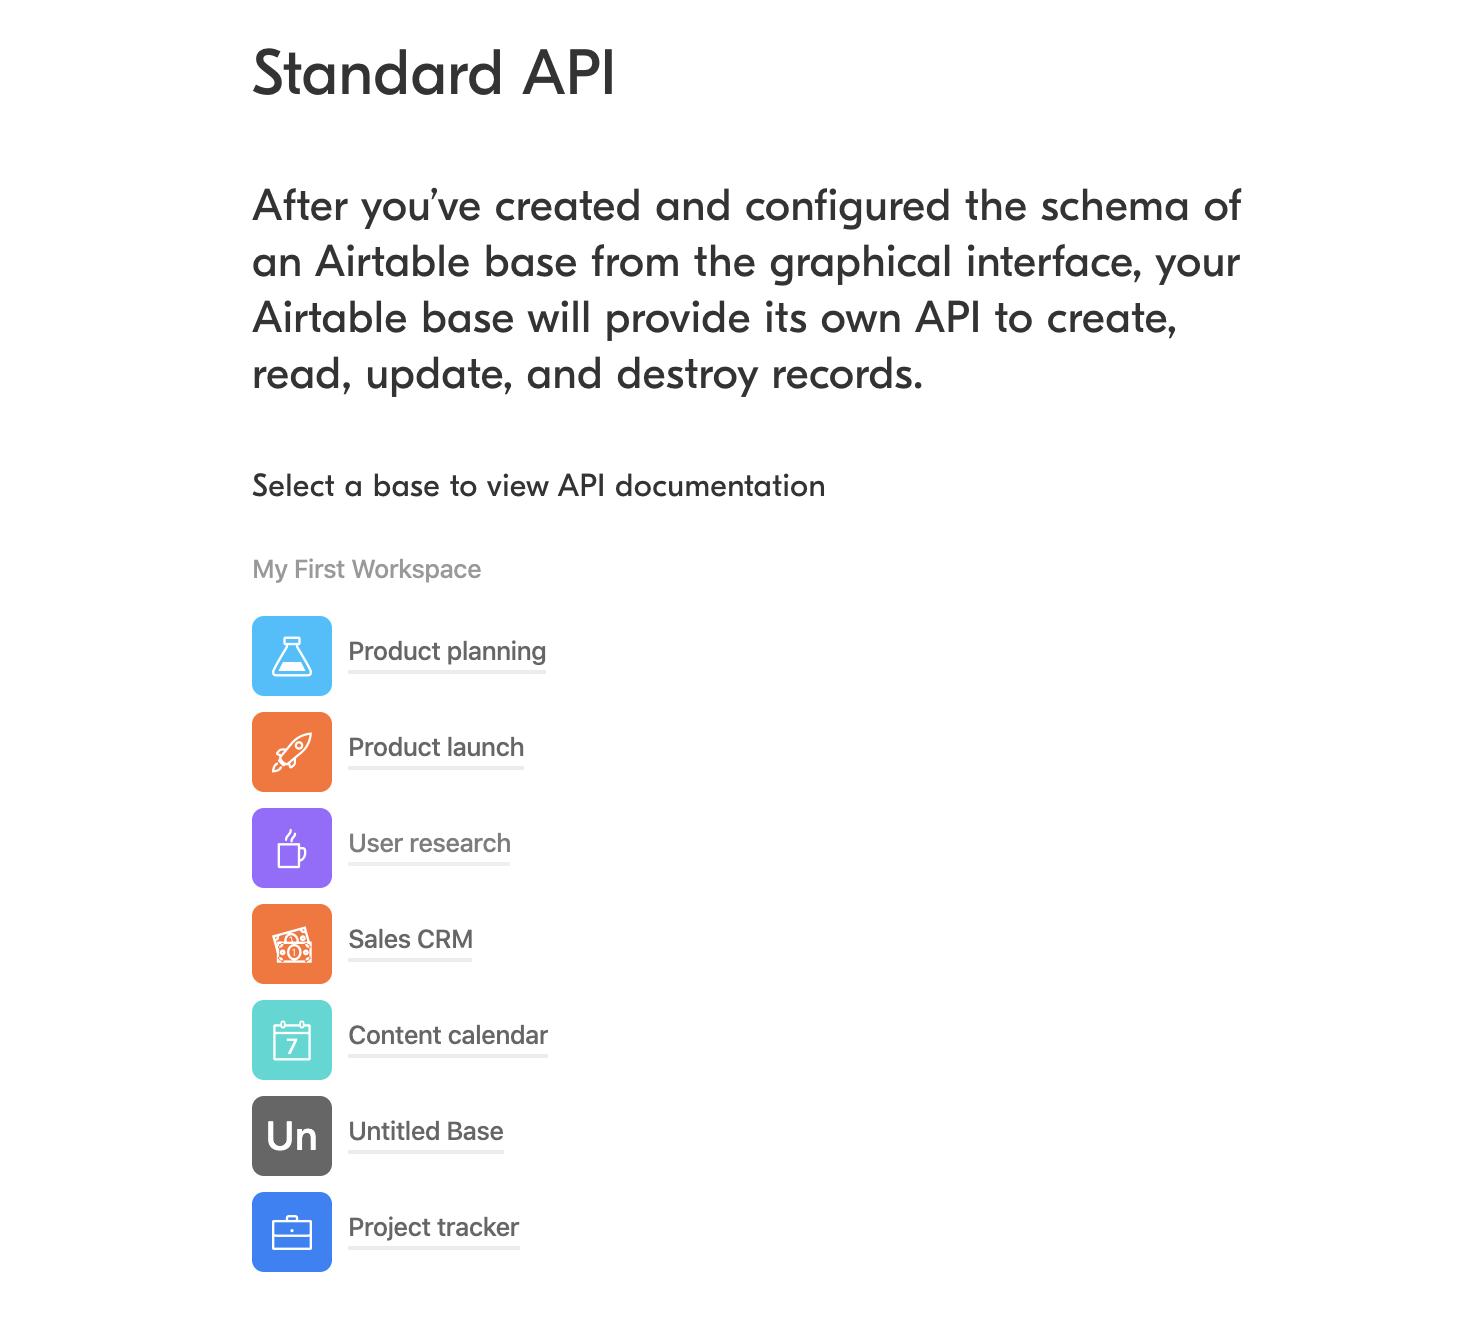 Standard API
After you’ve created and configured the schema of
an Airtable base from the graphical interface, your
Airtable base will provide its own API to create,
read, update, and destroy records.
Select a base to view API documentation
My First Workspace
Product planning
Product launch
User research
Sales CRM
7
Content calendar
Un
Untitled Base
Project tracker